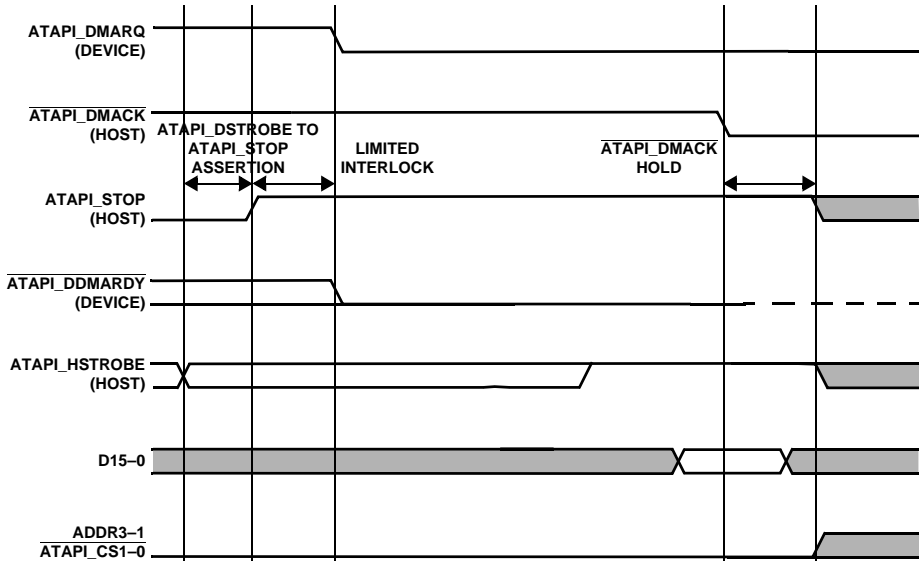 ATAPI_DMARQ
(DEVICE)
ATAPI_DMACK
(HOST)
ATAPI_DSTROBE TO
ATAPI_STOP
ASSERTION
LIMITED
INTERLOCK
ATAPI_DMACK
HOLD
ATAPI_STOP
(HOST)
ATAPI_DDMARDY
(DEVICE)
ATAPI_HSTROBE
(HOST)
D15–0
ADDR3–1
ATAPI_CS1–0